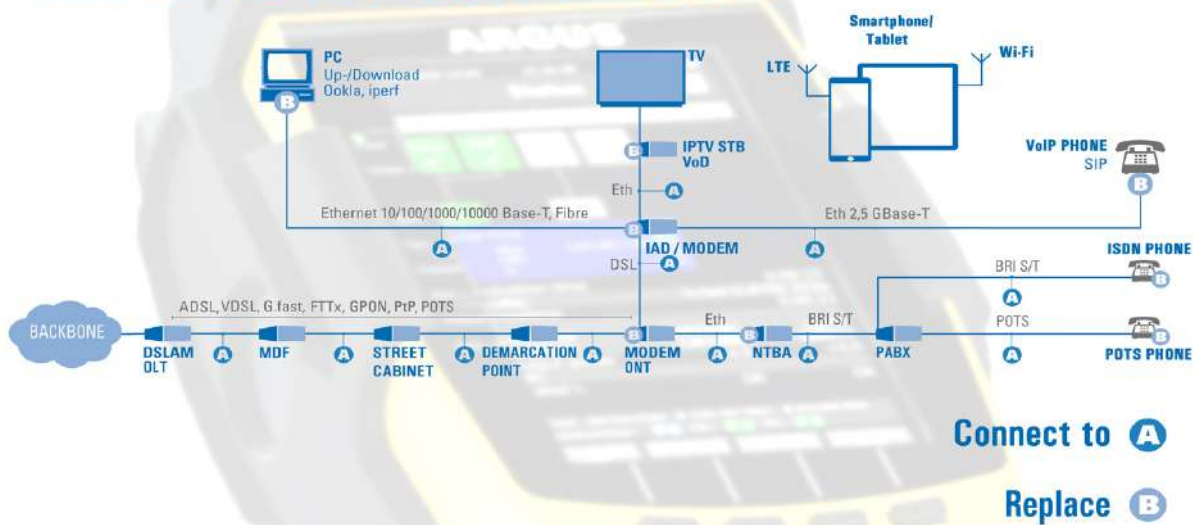 ARGUS
Smartphone/
Tablet
PC
Up-/Download
Ookla, iperf
TV
LTE
Wi-Fi
B
B
IPTV STB
VoD
VoIP PHONE
SIP
B
Eth
A
Ethernet 10/100/1000/10000 Base-T, Fibre
Eth 2,5 GBase-T
A
B
IAD / MODEM
A
DSL
A
ISDN PHONE
BRI S/T
B
A
ADSL, VDSL, G.fast, FTTx, GPON, PtP, POTS
BACKBONE
Eth
BRI S/T
POTS
B
B
B
DSLAM
OLT
A
MDF
A
STREET
CABINET
A
DEMARCATION
POINT
A
MODEM
ONT
A
NTBA
A
PABX
A
POTS PHONE
Connect to A
Replace B